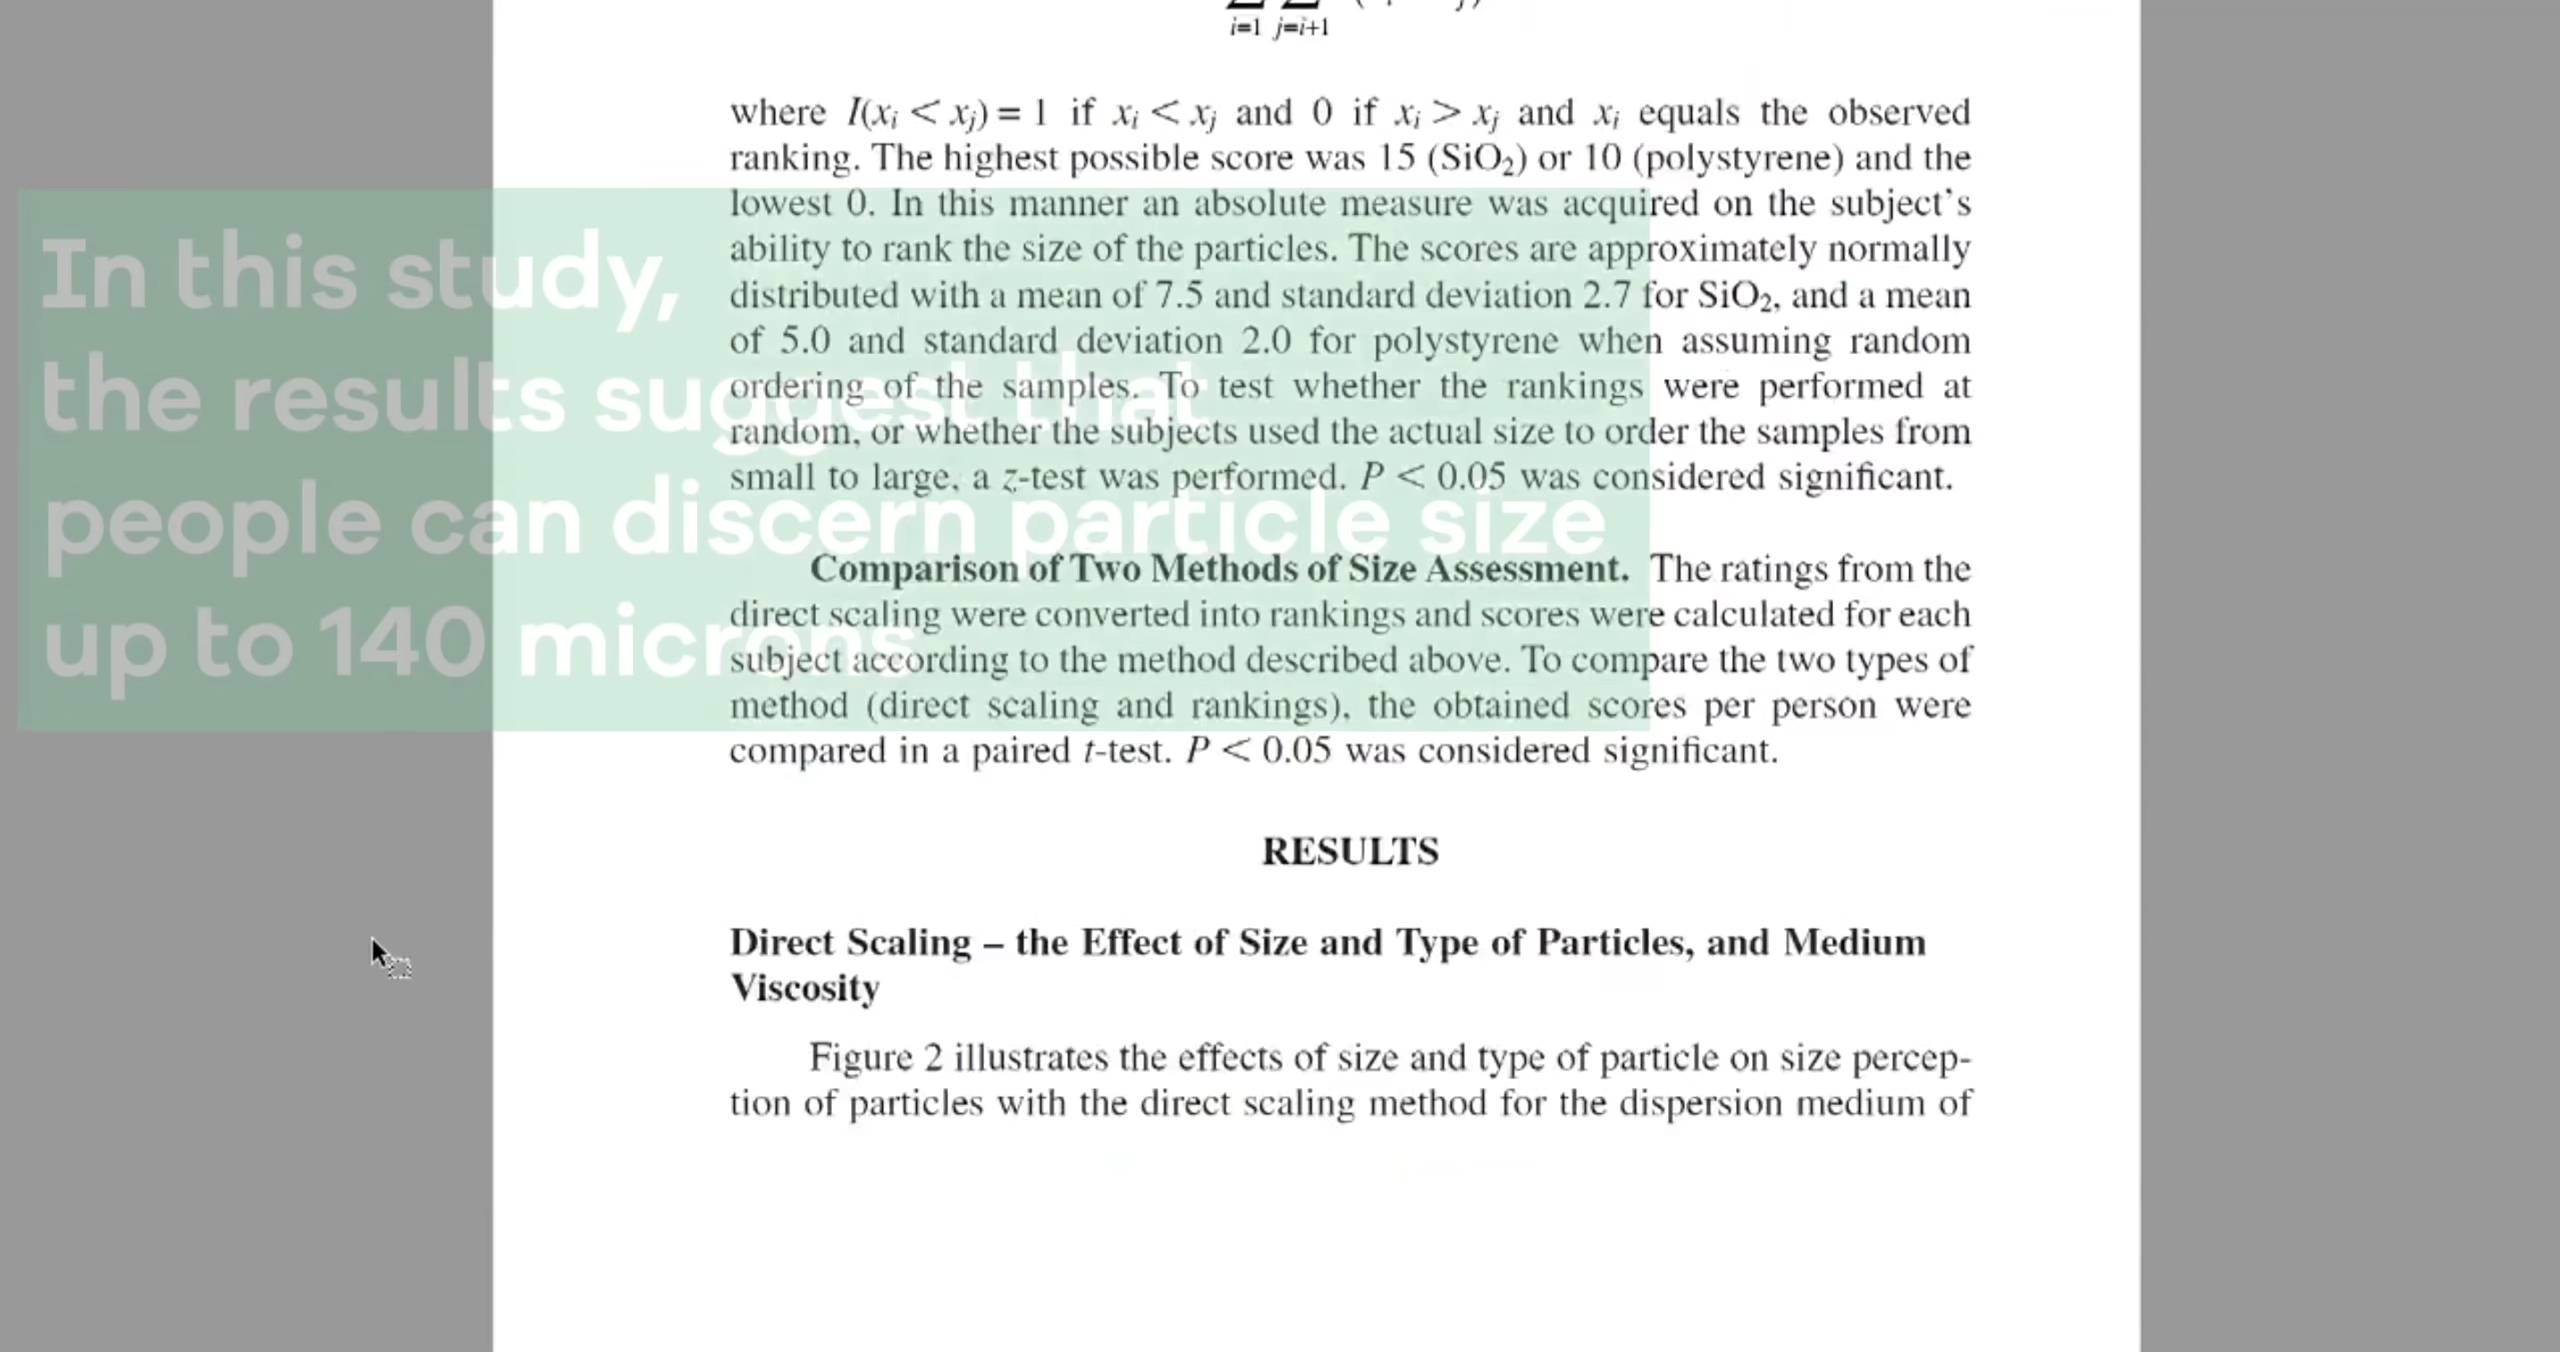 i=1 j=i+1
where I(xᵢ < xⱼ) = 1 if xᵢ < xⱼ and 0 if xᵢ > xⱼ and xᵢ equals the observed
ranking. The highest possible score was 15 (SiO₂) or 10 (polystyrene) and the
lowest 0. In this manner an absolute measure was acquired on the subject's
ability to rank the size of the particles. The scores are approximately normally
distributed with a mean of 7.5 and standard deviation 2.7 for SiO₂, and a mean
of 5.0 and standard deviation 2.0 for polystyrene when assuming random
ordering of the samples. To test whether the rankings were performed at
random, or whether the subjects used the actual size to order the samples from
small to large, a z-test was performed. P < 0.05 was considered significant.
Comparison of Two Methods of Size Assessment. The ratings from the
direct scaling were converted into rankings and scores were calculated for each
subject according to the method described above. To compare the two types of
method (direct scaling and rankings), the obtained scores per person were
compared in a paired t-test. P < 0.05 was considered significant.
RESULTS
Direct Scaling – the Effect of Size and Type of Particles, and Medium
Viscosity
Figure 2 illustrates the effects of size and type of particle on size percep-
tion of particles with the direct scaling method for the dispersion medium of
In this study,
the results suggest that
people can discern particle size
up to 140 microns